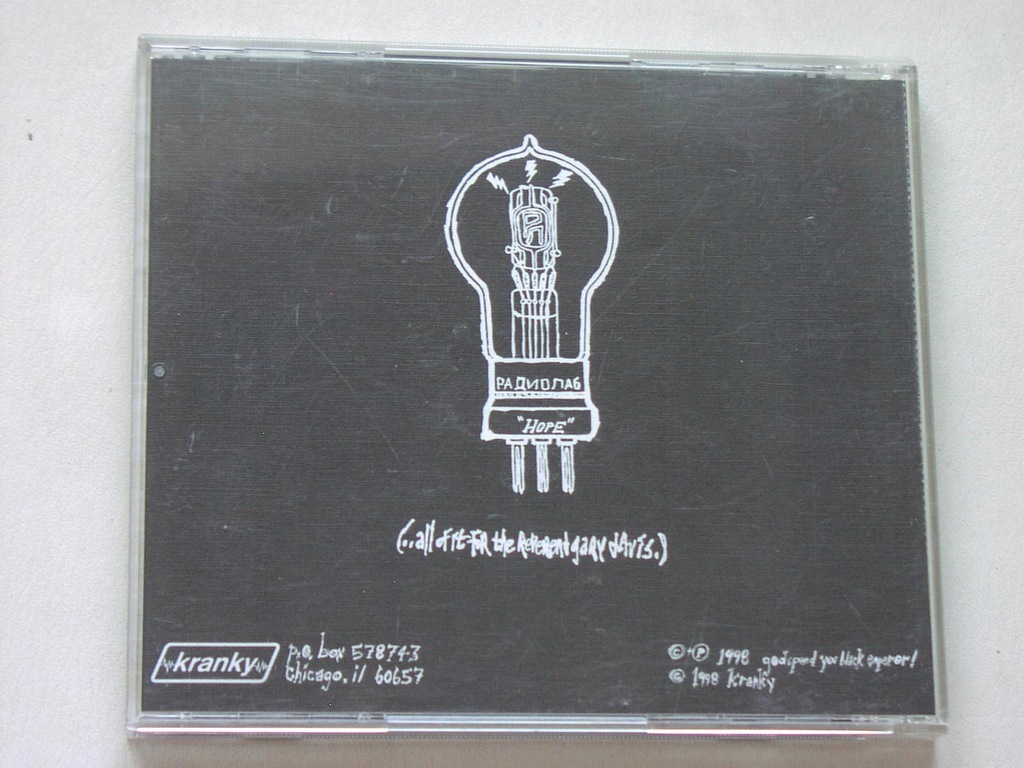 РАДИОЛАБ
"HOPE"
(..all of it for the reverend gary davis.)
kranky
p.o. box 578743
chicago, il 60657
© + ℗ 1998 godspeed you black emperor!
© 1998 kranky